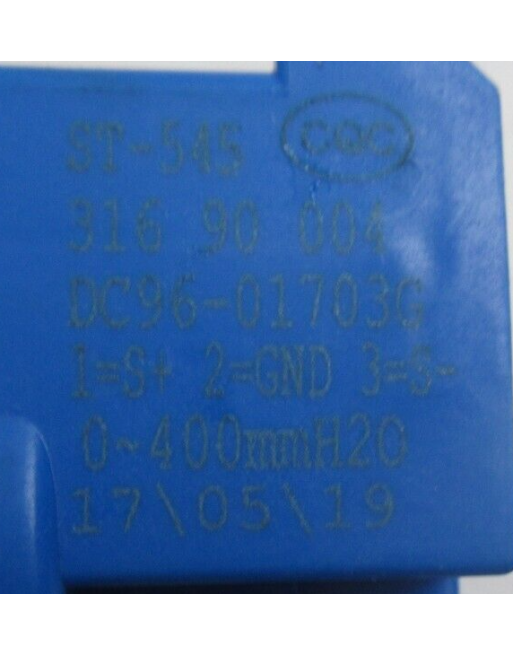 ST-545 CQC
316 90 004
DC96-01703G
1=S+ 2=GND 3=S-
0~400mmH2O
17\05\19